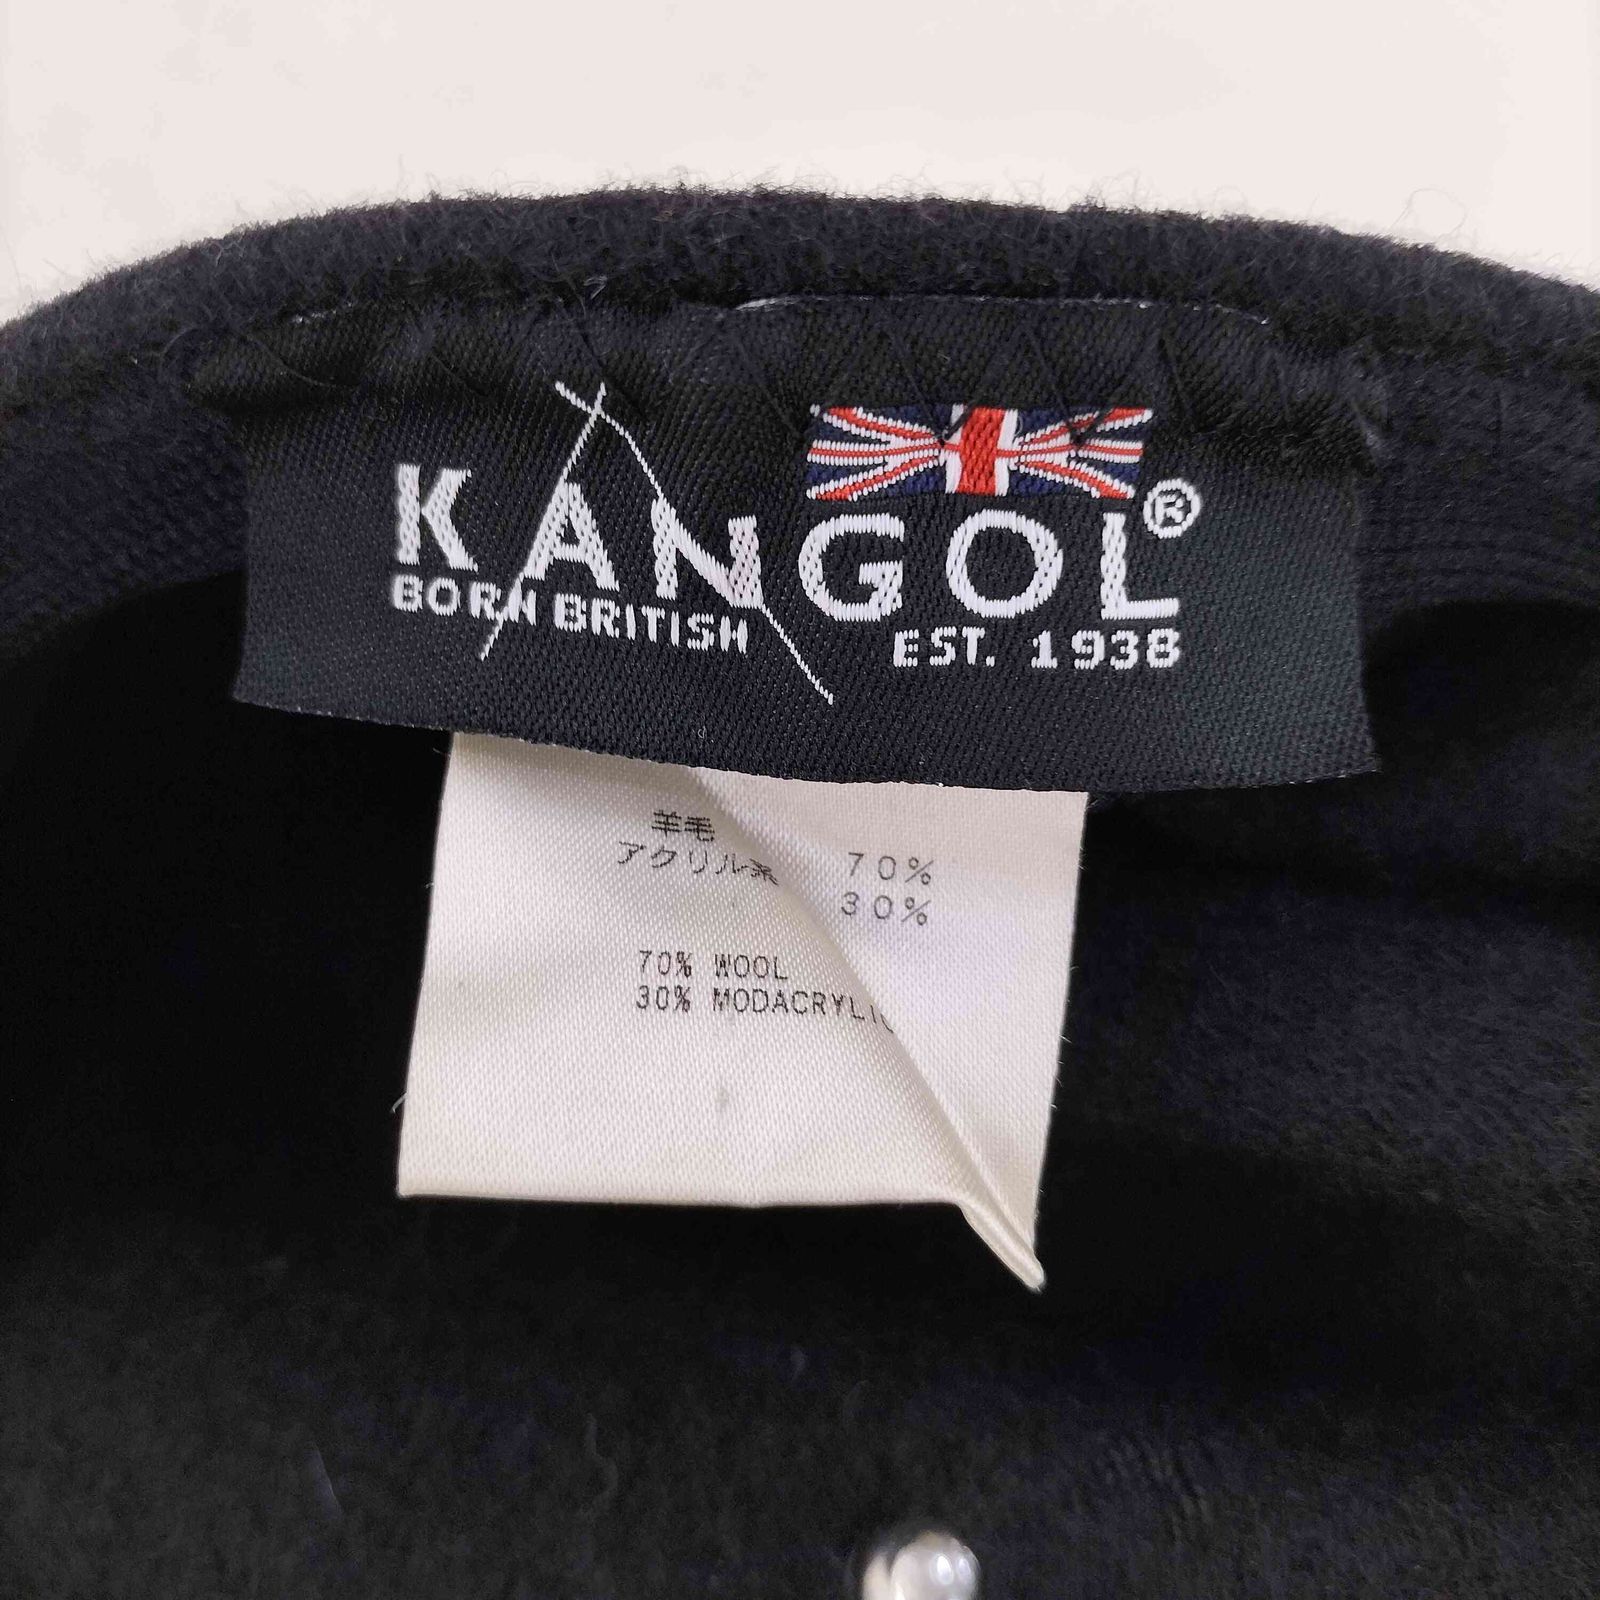 KANGOL®
BORN BRITISH EST. 1938
羊毛 70%
アクリル系 30%
70% WOOL
30% MODACRYLIC